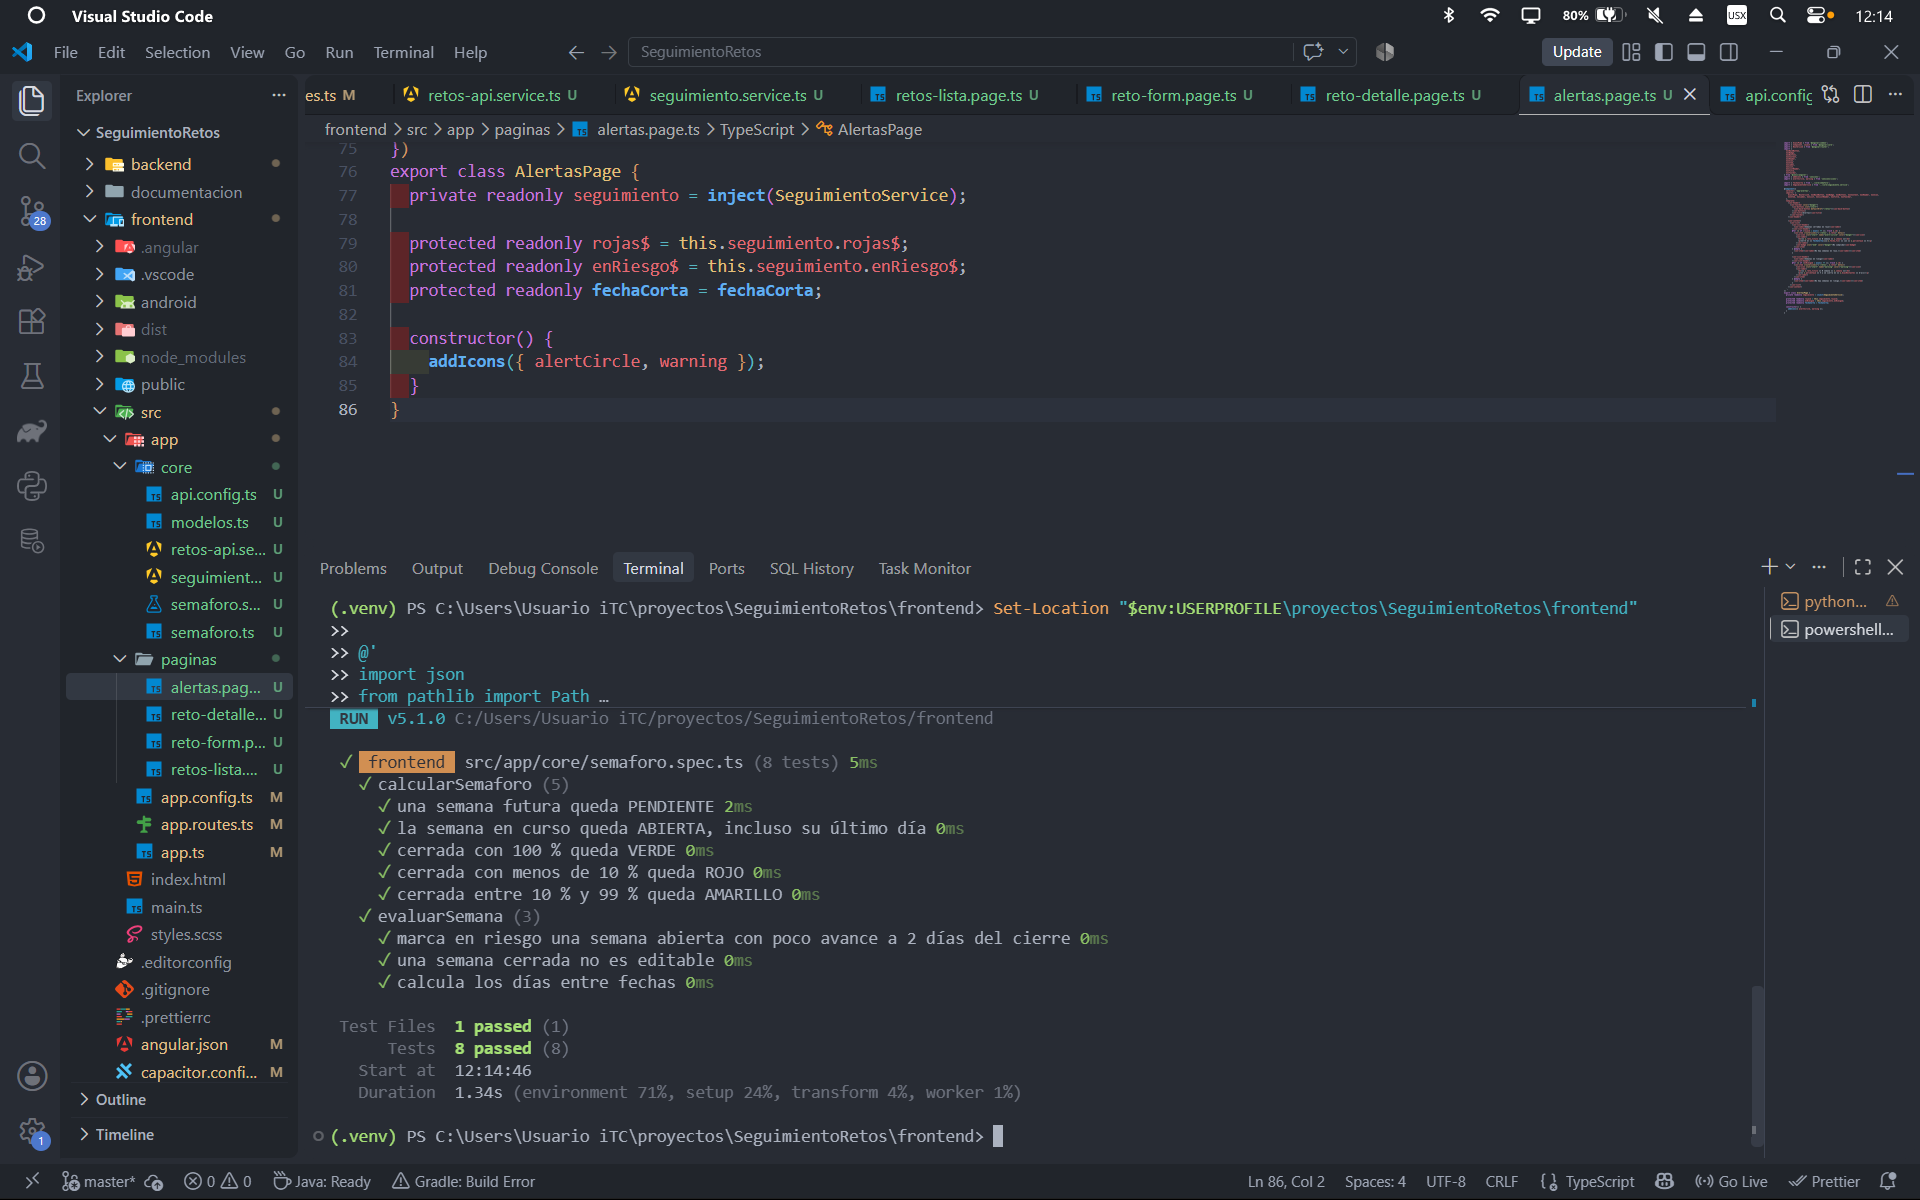 Visual Studio Code
80%
USX
12:14
File Edit Selection View Go Run Terminal Help
SeguimientoRetos
Update
Explorer
es.ts M
retos-api.service.ts U
seguimiento.service.ts U
retos-lista.page.ts U
reto-form.page.ts U
reto-detalle.page.ts U
alertas.page.ts U
api.config
frontend > src > app > paginas > alertas.page.ts > TypeScript > AlertasPage
SeguimientoRetos
backend
documentacion
frontend
.angular
.vscode
android
dist
node_modules
public
src
app
core
api.config.ts U
modelos.ts U
retos-api.se... U
seguimient... U
semaforo.s... U
semaforo.ts U
paginas
alertas.pag... U
reto-detalle... U
reto-form.p... U
retos-lista.... U
app.config.ts M
app.routes.ts M
app.ts M
index.html
main.ts
styles.scss
.editorconfig
.gitignore
.prettierrc
angular.json M
capacitor.confi... M
Outline
Timeline
28
1
75 })
76 export class AlertasPage {
77 private readonly seguimiento = inject(SeguimientoService);
78
79 protected readonly rojas$ = this.seguimiento.rojas$;
80 protected readonly enRiesgo$ = this.seguimiento.enRiesgo$;
81 protected readonly fechaCorta = fechaCorta;
82
83 constructor() {
84 addIcons({ alertCircle, warning });
85 }
86 }
Problems Output Debug Console Terminal Ports SQL History Task Monitor
python...
powershell...
(.venv) PS C:\Users\Usuario iTC\proyectos\SeguimientoRetos\frontend> Set-Location "$env:USERPROFILE\proyectos\SeguimientoRetos\frontend"
>>
>> @'
>> import json
>> from pathlib import Path …
RUN v5.1.0 C:/Users/Usuario iTC/proyectos/SeguimientoRetos/frontend
✓ frontend src/app/core/semaforo.spec.ts (8 tests) 5ms
✓ calcularSemaforo (5)
✓ una semana futura queda PENDIENTE 2ms
✓ la semana en curso queda ABIERTA, incluso su último día 0ms
✓ cerrada con 100 % queda VERDE 0ms
✓ cerrada con menos de 10 % queda ROJO 0ms
✓ cerrada entre 10 % y 99 % queda AMARILLO 0ms
✓ evaluarSemana (3)
✓ marca en riesgo una semana abierta con poco avance a 2 días del cierre 0ms
✓ una semana cerrada no es editable 0ms
✓ calcula los días entre fechas 0ms
Test Files 1 passed (1)
Tests 8 passed (8)
Start at 12:14:46
Duration 1.34s (environment 71%, setup 24%, transform 4%, worker 1%)
(.venv) PS C:\Users\Usuario iTC\proyectos\SeguimientoRetos\frontend>
master* 0 0 Java: Ready Gradle: Build Error Ln 86, Col 2 Spaces: 4 UTF-8 CRLF TypeScript Go Live Prettier